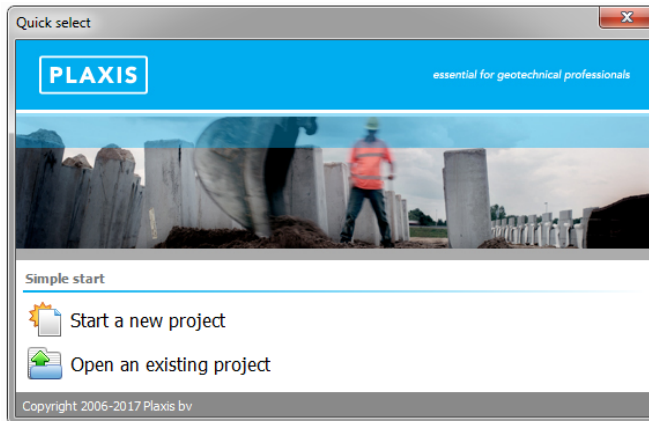 Quick select
PLAXIS
essential for geotechnical professionals
Simple start
Start a new project
Open an existing project
Copyright 2006-2017 Plaxis bv